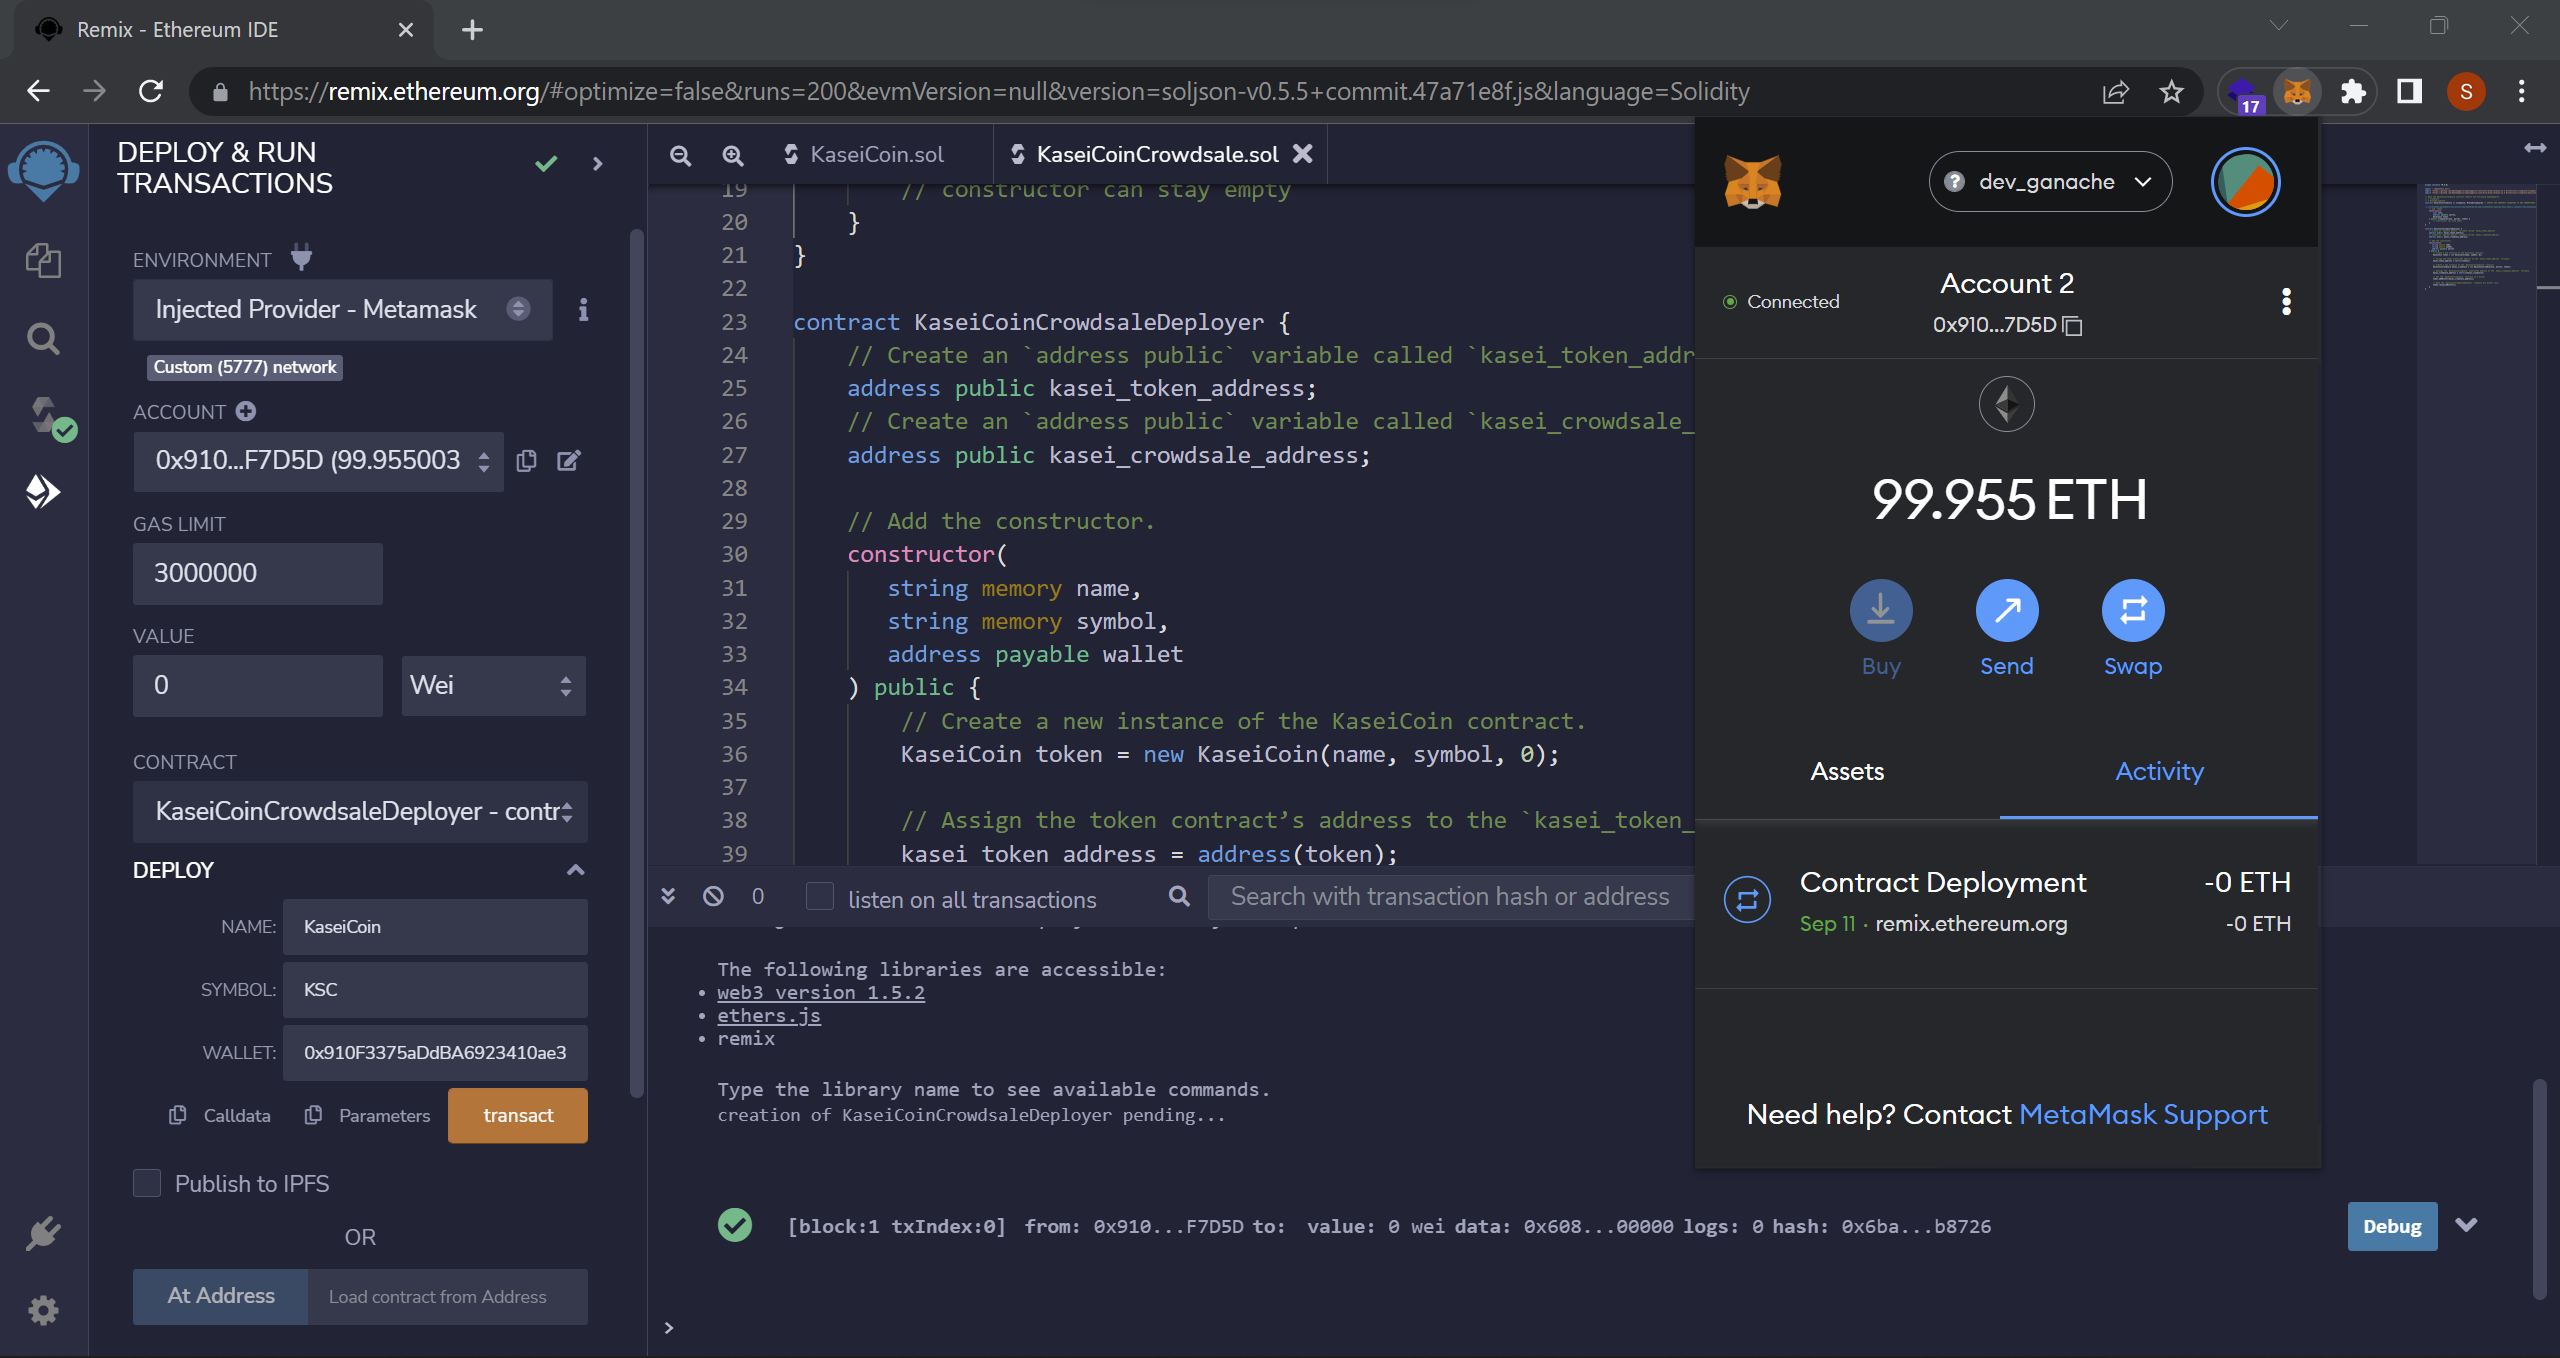 Remix - Ethereum IDE
https://remix.ethereum.org/#optimize=false&runs=200&evmVersion=null&version=soljson-v0.5.5+commit.47a71e8f.js&language=Solidity
17
S
DEPLOY & RUN
TRANSACTIONS
ENVIRONMENT
Injected Provider - Metamask
Custom (5777) network
ACCOUNT
0x910...F7D5D (99.955003
GAS LIMIT
3000000
VALUE
0
Wei
CONTRACT
KaseiCoinCrowdsaleDeployer - contr
DEPLOY
NAME:
KaseiCoin
SYMBOL:
KSC
WALLET:
0x910F3375aDdBA6923410ae3
Calldata
Parameters
transact
Publish to IPFS
OR
At Address
Load contract from Address
KaseiCoin.sol
KaseiCoinCrowdsale.sol
19 // constructor can stay empty
20 }
21 }
22
23 contract KaseiCoinCrowdsaleDeployer {
24 // Create an `address public` variable called `kasei_token_addr
25 address public kasei_token_address;
26 // Create an `address public` variable called `kasei_crowdsale_
27 address public kasei_crowdsale_address;
28
29 // Add the constructor.
30 constructor(
31 string memory name,
32 string memory symbol,
33 address payable wallet
34 ) public {
35 // Create a new instance of the KaseiCoin contract.
36 KaseiCoin token = new KaseiCoin(name, symbol, 0);
37
38 // Assign the token contract’s address to the `kasei_token_
39 kasei_token_address = address(token);
0
listen on all transactions
Search with transaction hash or address
The following libraries are accessible:
• web3 version 1.5.2
• ethers.js
• remix
Type the library name to see available commands.
creation of KaseiCoinCrowdsaleDeployer pending...
[block:1 txIndex:0] from: 0x910...F7D5D to: value: 0 wei data: 0x608...00000 logs: 0 hash: 0x6ba...b8726
Debug
>
dev_ganache
Connected
Account 2
0x910...7D5D
99.955 ETH
Buy
Send
Swap
Assets
Activity
Contract Deployment
-0 ETH
Sep 11 · remix.ethereum.org
-0 ETH
Need help? Contact MetaMask Support